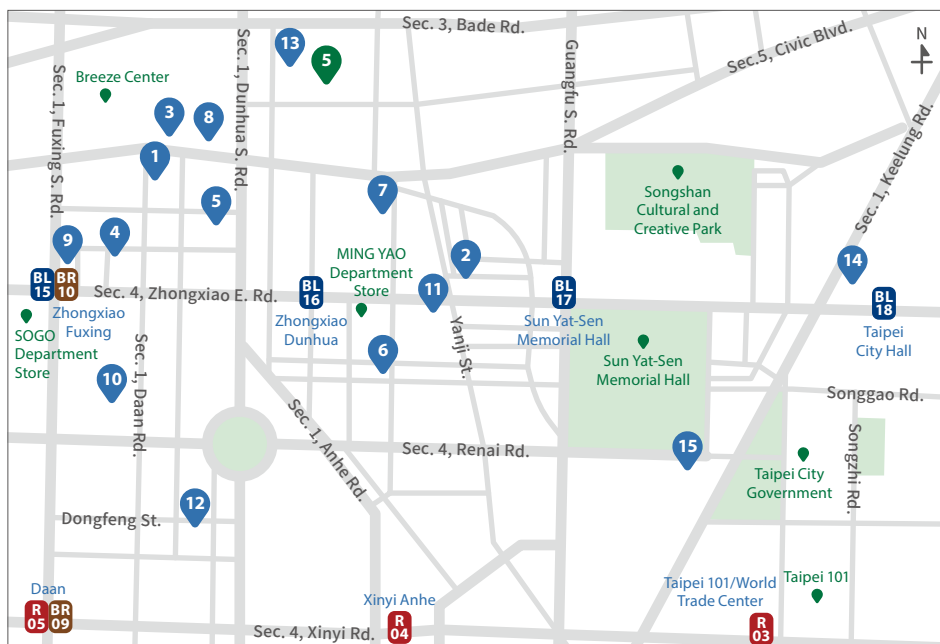 Sec. 3, Bade Rd.
N
13
5
Sec. 1, Fuxing S. Rd.
Sec. 1, Dunhua S. Rd.
Guangfu S. Rd.
Sec.5, Civic Blvd.
Breeze Center
3
8
1
Sec. 1, Keelung Rd.
7
5
Songshan
Cultural and
Creative Park
9
4
2
MING YAO
Department
Store
14
BL
15
BR
10
Sec. 4, Zhongxiao E. Rd.
BL
16
11
BL
17
BL
18
Zhongxiao
Fuxing
Zhongxiao
Dunhua
Yanji St.
Sun Yat-Sen
Memorial Hall
Taipei
City Hall
SOGO
Department
Store
Sec. 1, Daan Rd.
6
Sun Yat-Sen
Memorial Hall
10
Songgao Rd.
Sec. 1, Anhe Rd.
Sec. 4, Renai Rd.
15
Songzhi Rd.
Taipei City
Government
12
Dongfeng St.
Daan
Xinyi Anhe
Taipei 101/World
Trade Center
Taipei 101
R
05
BR
09
Sec. 4, Xinyi Rd.
R
04
R
03